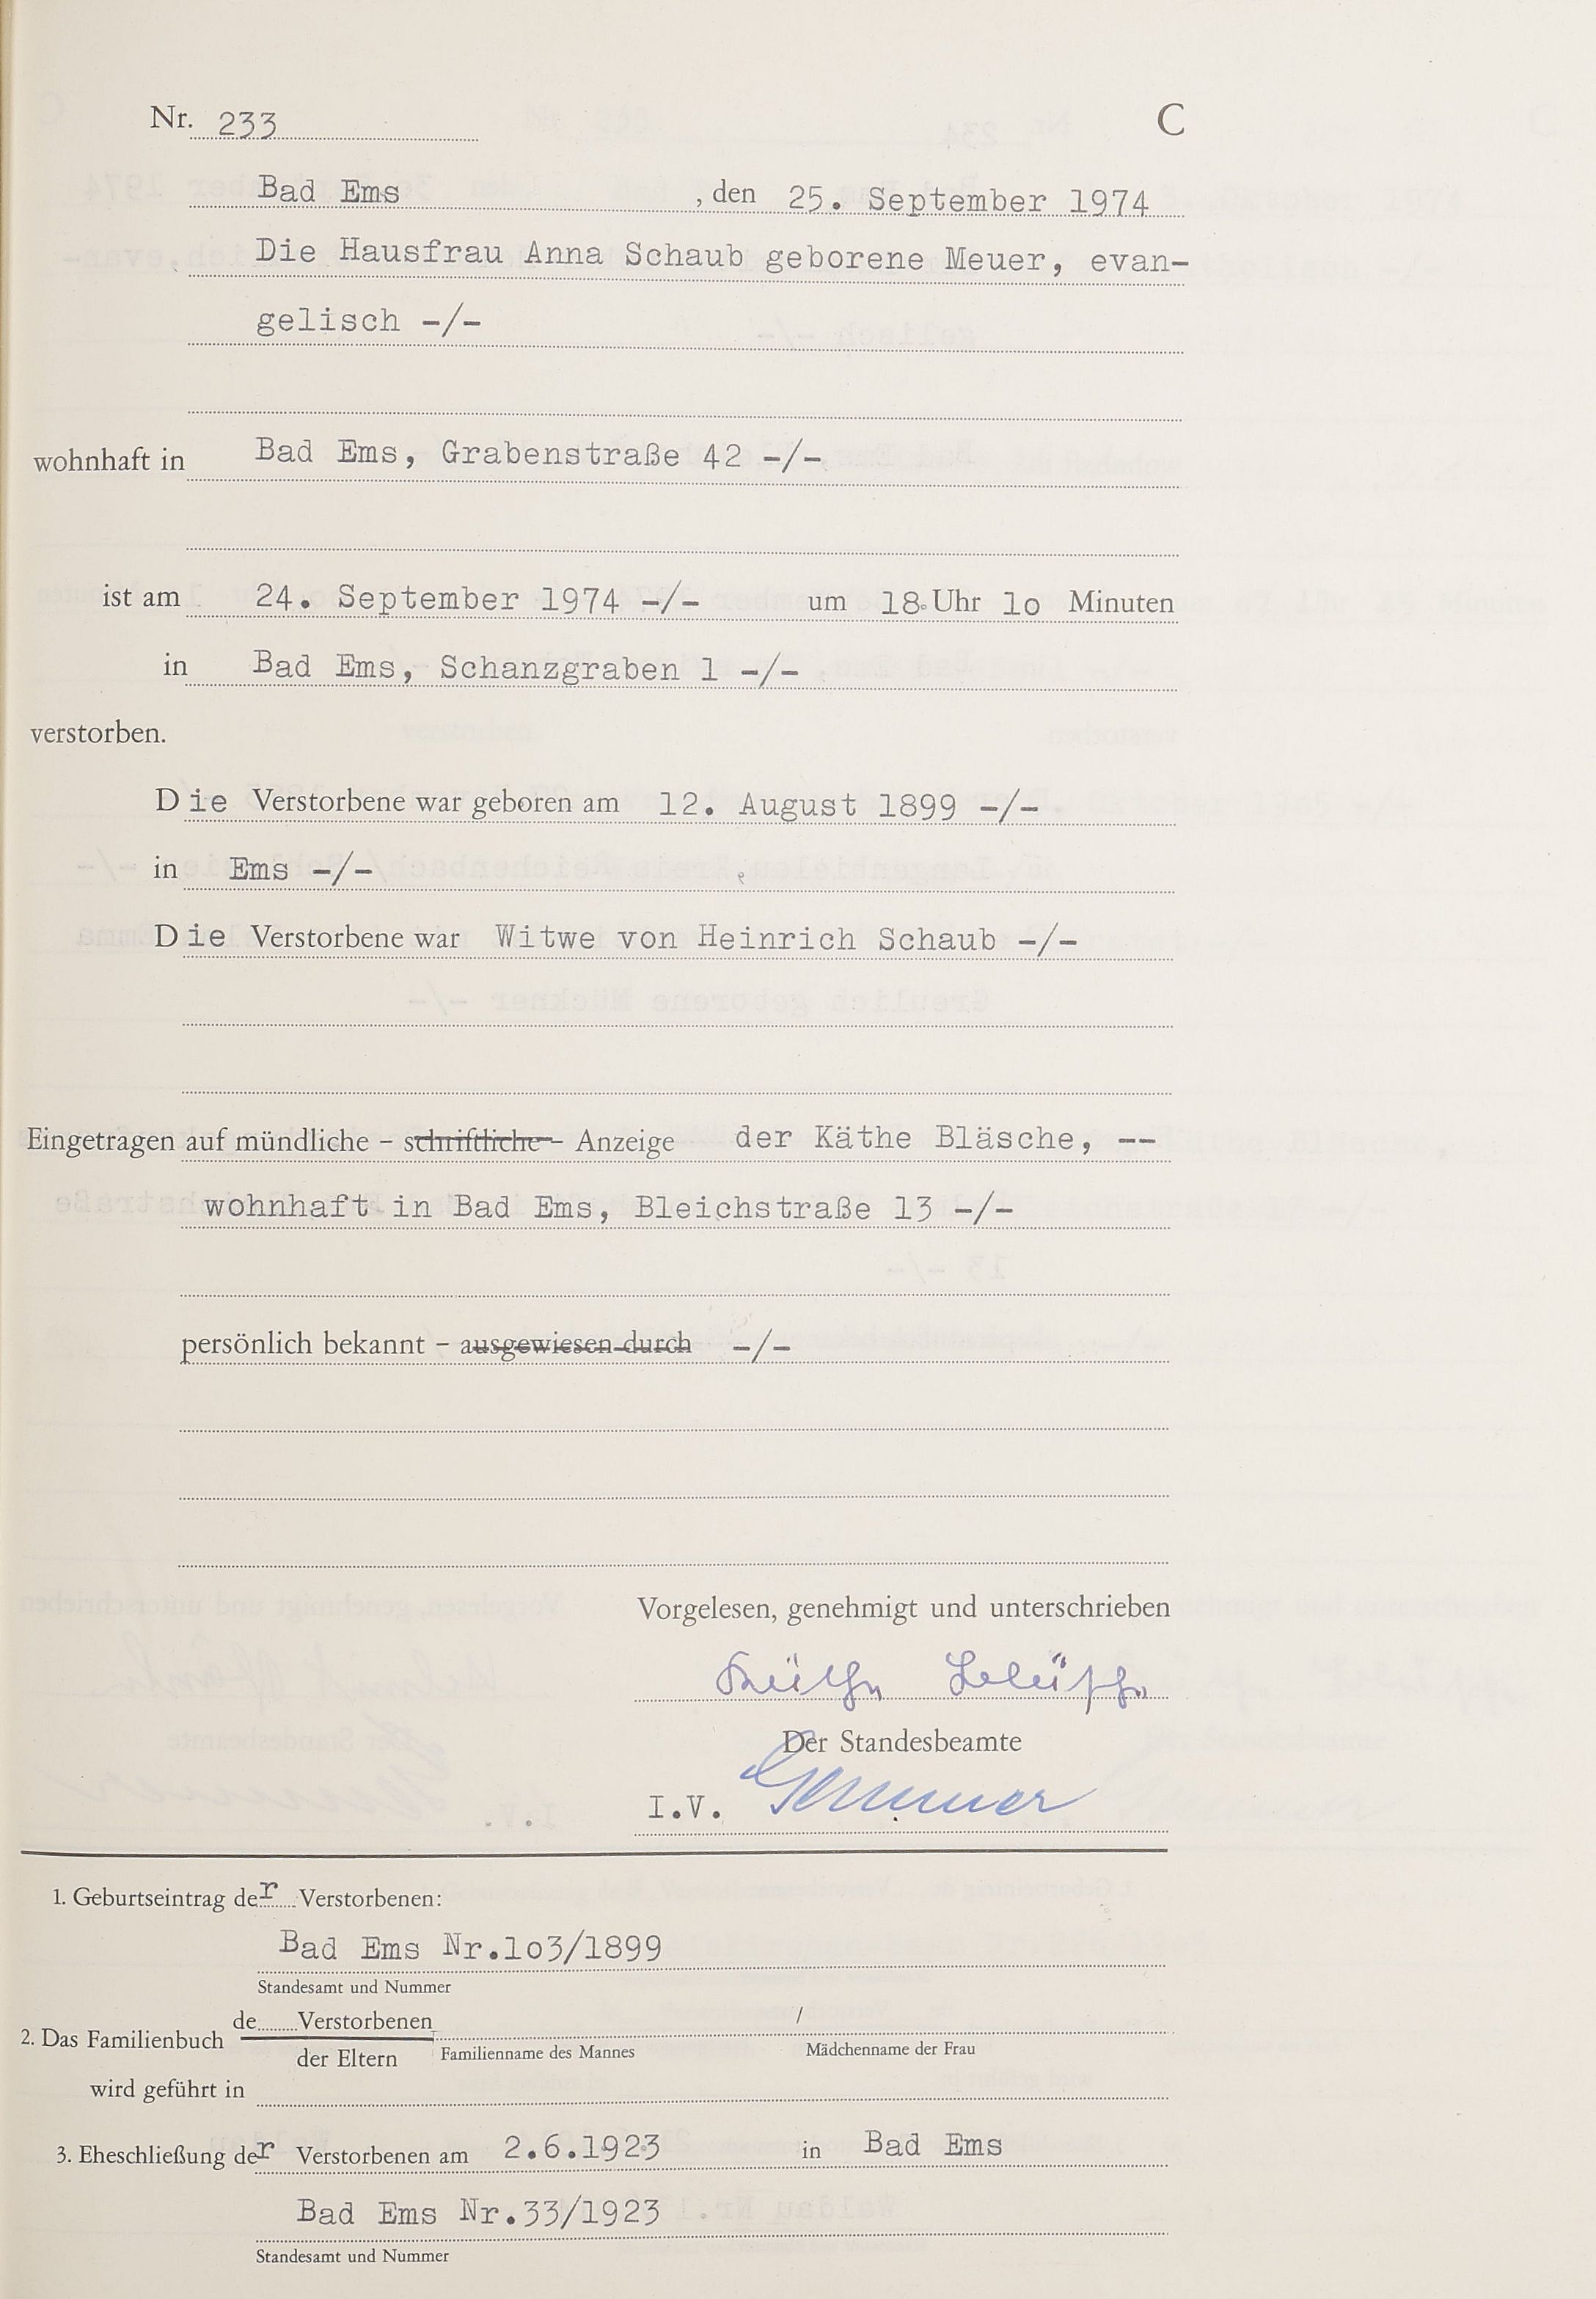 Nr. 233 C
Bad Ems , den 25. September 1974
Die Hausfrau Anna Schaub geborene Meuer, evan-
gelisch -/-
wohnhaft in Bad Ems, Grabenstraße 42 -/-
ist am 24. September 1974 -/- um 18 Uhr lo Minuten
in Bad Ems, Schanzgraben 1 -/-
verstorben.
Die Verstorbene war geboren am 12. August 1899 -/-
in Ems -/-
Die Verstorbene war Witwe von Heinrich Schaub -/-
Eingetragen auf mündliche - schriftliche - Anzeige der Käthe Bläsche, --
wohnhaft in Bad Ems, Bleichstraße 13 -/-
persönlich bekannt - ausgewiesen durch -/-
Vorgelesen, genehmigt und unterschrieben
Käthe Bläsche
Der Standesbeamte
I.V.
1. Geburtseintrag der Verstorbenen:
Bad Ems Nr.lo3/1899
Standesamt und Nummer
2. Das Familienbuch de Verstorbenen /
der Eltern Familienname des Mannes Mädchenname der Frau
wird geführt in
3. Eheschließung der Verstorbenen am 2.6.1923 in Bad Ems
Bad Ems Nr.33/1923
Standesamt und Nummer